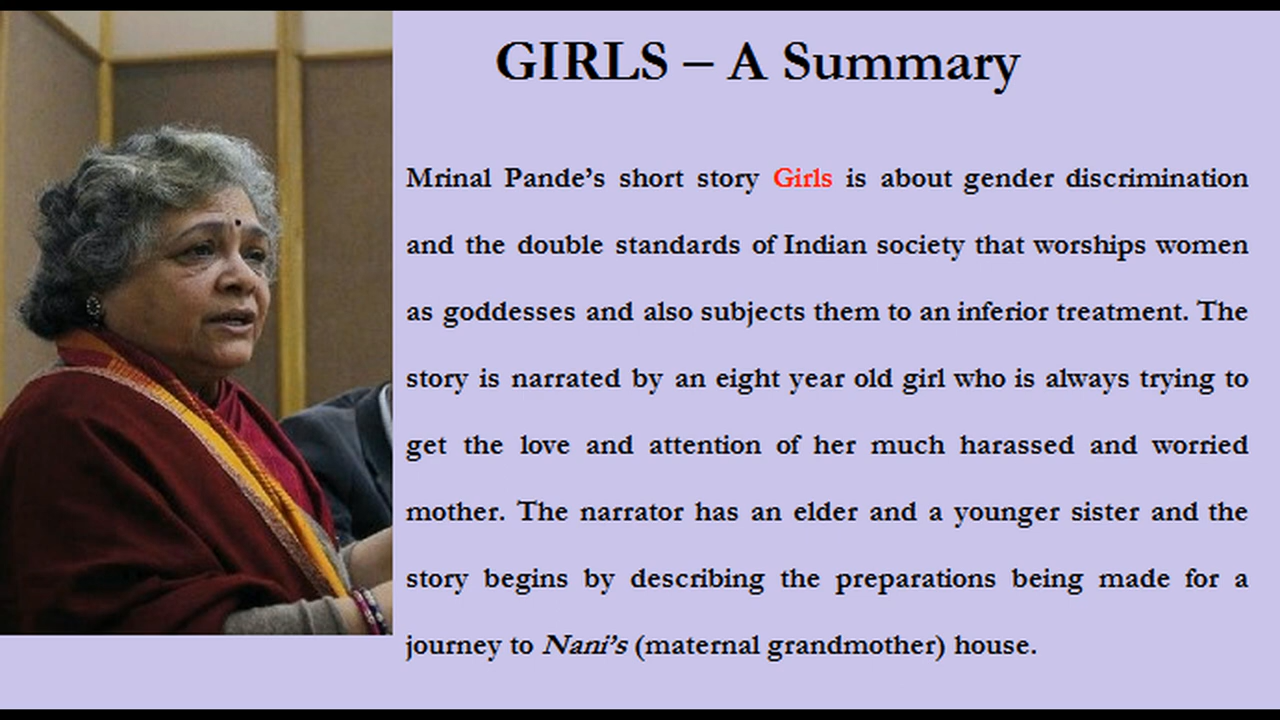 GIRLS – A Summary
Mrinal Pande’s short story Girls is about gender discrimination
and the double standards of Indian society that worships women
as goddesses and also subjects them to an inferior treatment. The
story is narrated by an eight year old girl who is always trying to
get the love and attention of her much harassed and worried
mother. The narrator has an elder and a younger sister and the
story begins by describing the preparations being made for a
journey to Nani’s (maternal grandmother) house.